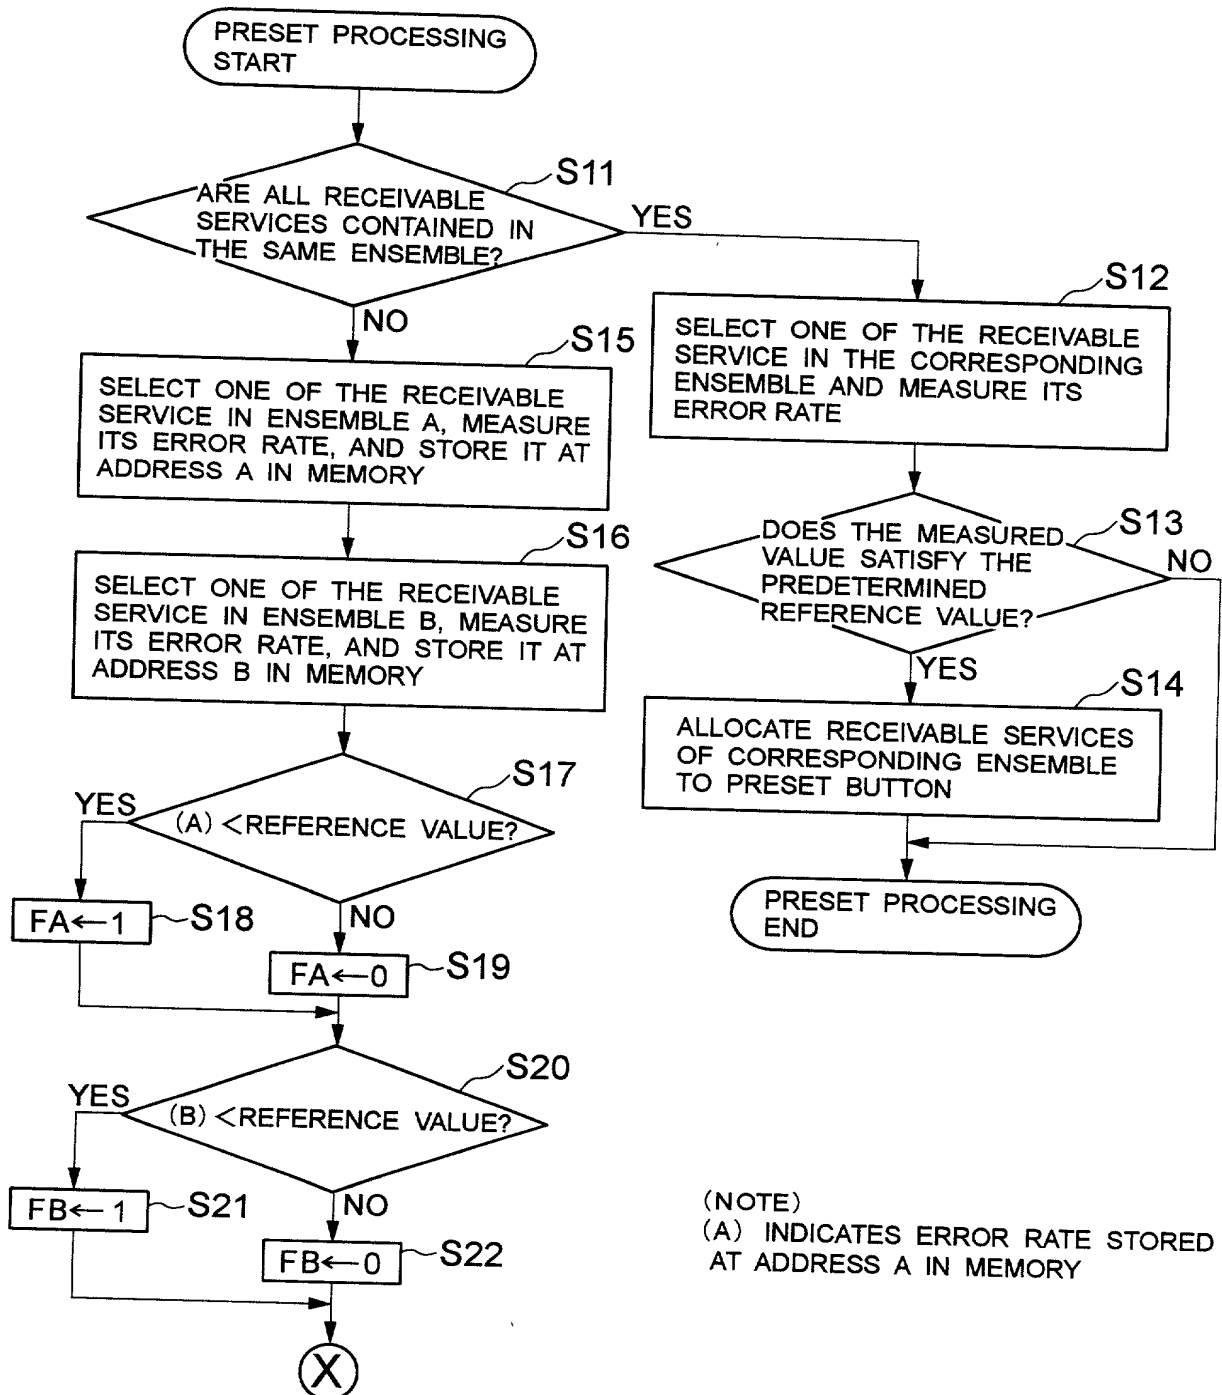 PRESET PROCESSING
START
S11
ARE ALL RECEIVABLE
SERVICES CONTAINED IN
THE SAME ENSEMBLE?
YES
NO
S12
SELECT ONE OF THE RECEIVABLE
SERVICE IN THE CORRESPONDING
ENSEMBLE AND MEASURE ITS
ERROR RATE
S13
DOES THE MEASURED
VALUE SATISFY THE
PREDETERMINED
REFERENCE VALUE?
NO
YES
S14
ALLOCATE RECEIVABLE SERVICES
OF CORRESPONDING ENSEMBLE
TO PRESET BUTTON
PRESET PROCESSING
END
S15
SELECT ONE OF THE RECEIVABLE
SERVICE IN ENSEMBLE A, MEASURE
ITS ERROR RATE, AND STORE IT AT
ADDRESS A IN MEMORY
S16
SELECT ONE OF THE RECEIVABLE
SERVICE IN ENSEMBLE B, MEASURE
ITS ERROR RATE, AND STORE IT AT
ADDRESS B IN MEMORY
S17
YES
(A) <REFERENCE VALUE?
NO
FA←1
S18
FA←0
S19
S20
YES
(B) <REFERENCE VALUE?
NO
FB←1
S21
FB←0
S22
X
(NOTE)
(A) INDICATES ERROR RATE STORED
AT ADDRESS A IN MEMORY